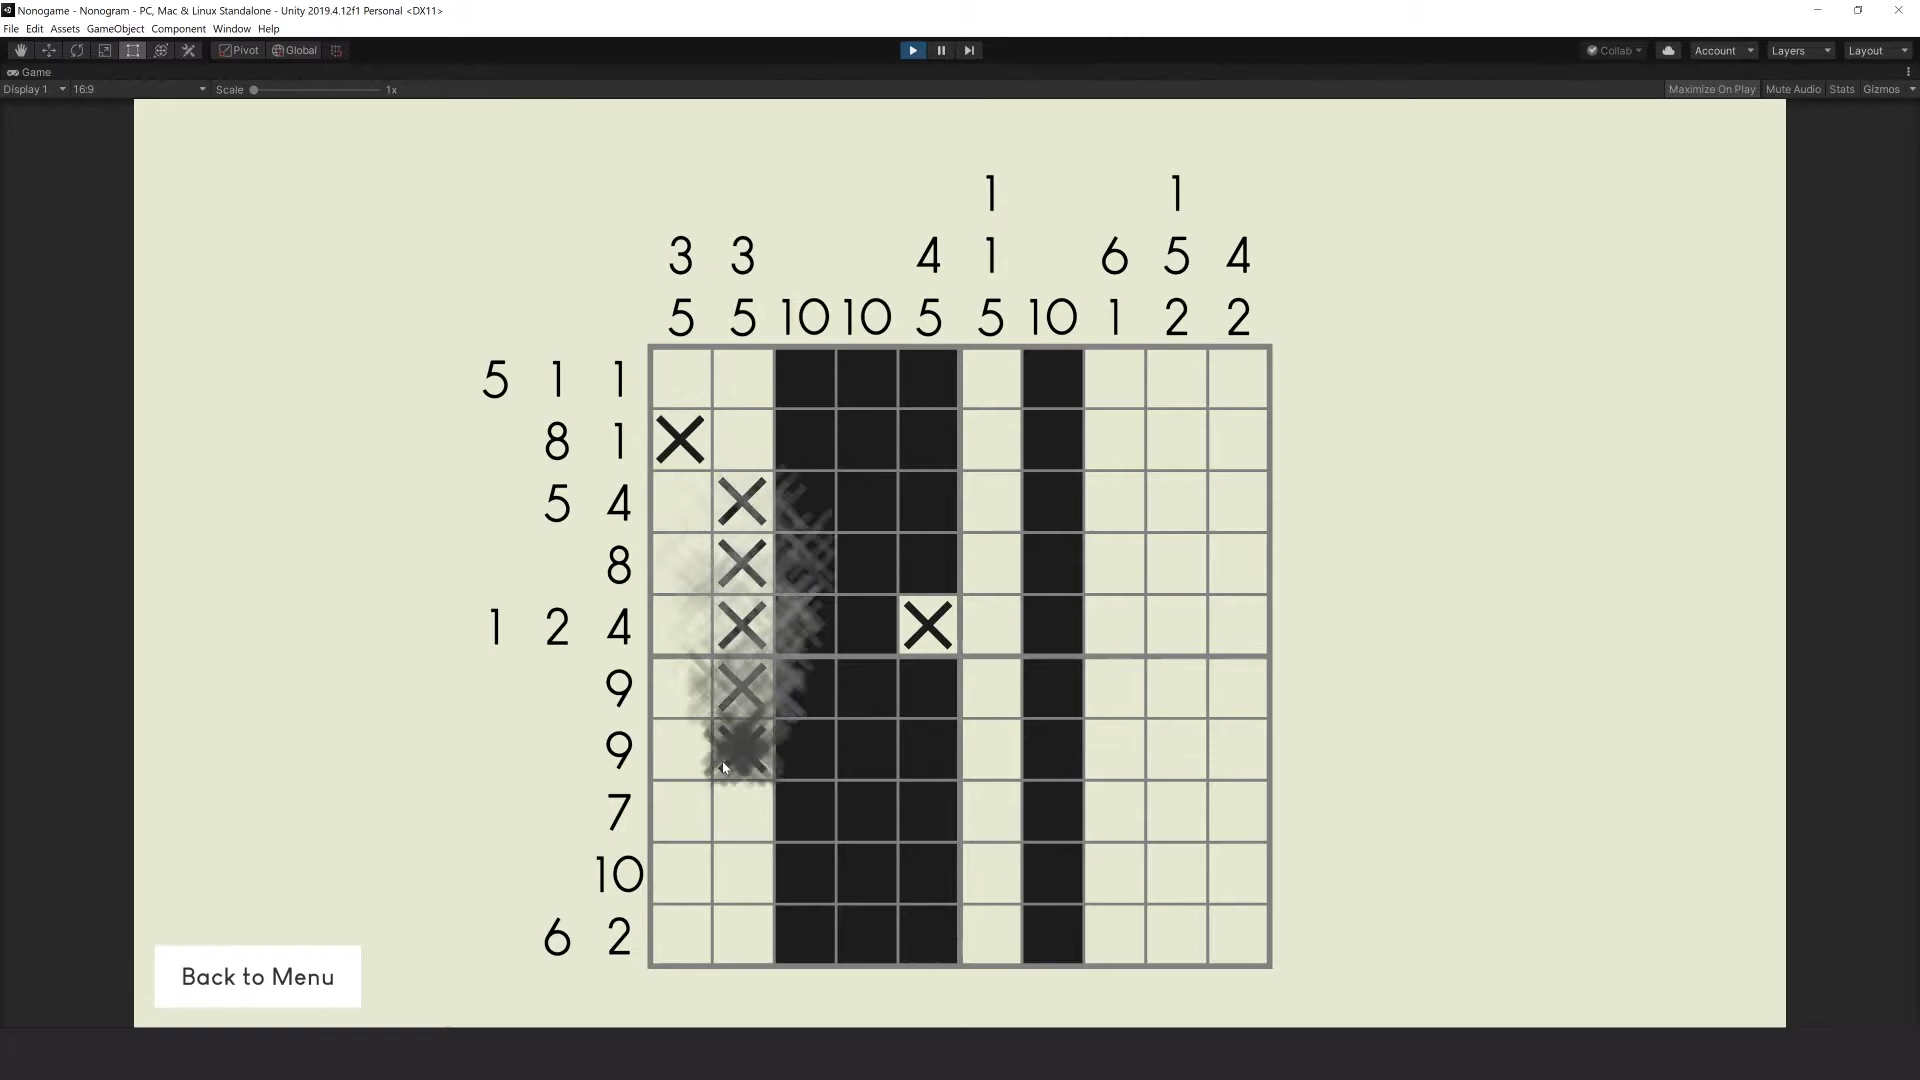 Nonogame - Nonogram - PC, Mac & Linux Standalone - Unity 2019.4.12f1 Personal <DX11>
File Edit Assets GameObject Component Window Help
Pivot Global Collab Account Layers Layout
Game
Display 1 16:9 Scale 1x Maximize On Play Mute Audio Stats Gizmos
1 1
3 3 4 1 6 5 4
5 5 10 10 5 5 10 1 2 2
5 1 1
8 1
5 4
8
1 2 4
9
9
7
10
6 2
Back to Menu